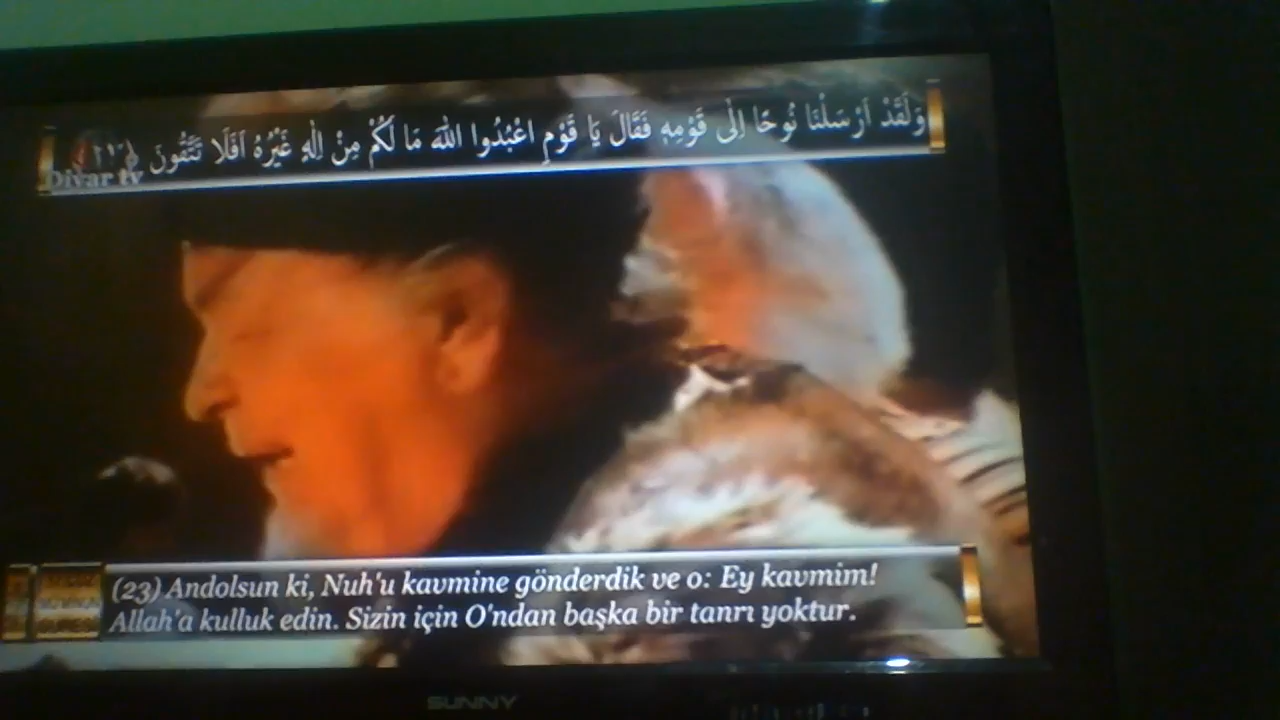 وَلَقَدْ اَرْسَلْنَا نُوحًا اِلٰى قَوْمِهٖ فَقَالَ يَا قَوْمِ اعْبُدُوا اللّٰهَ مَا لَكُمْ مِنْ اِلٰهٍ غَيْرُهُ اَفَلَا تَتَّقُونَ ﴿٢٣﴾
Divar tv
(23) Andolsun ki, Nuh'u kavmine gönderdik ve o: Ey kavmim!
Allah'a kulluk edin. Sizin için O'ndan başka bir tanrı yoktur.
SUNNY